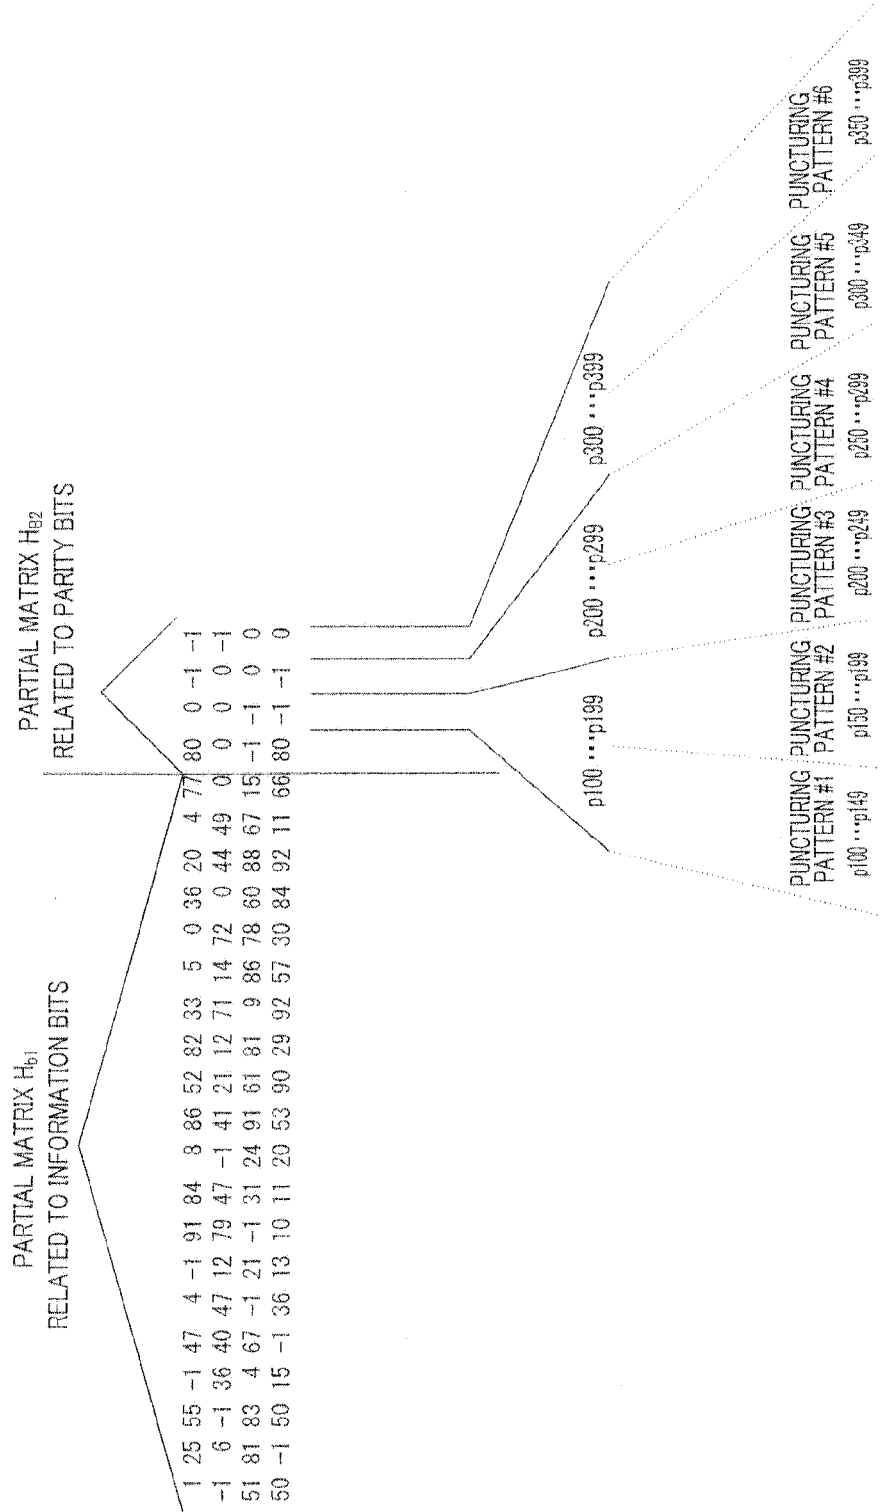 PARTIAL MATRIX H_b1
RELATED TO INFORMATION BITS
PARTIAL MATRIX H_B2
RELATED TO PARITY BITS
1 25 55 -1 47 4 -1 91 84 8 86 52 82 33 5 0 36 20 4 77 80 0 -1 -1
-1 6 -1 36 40 47 12 79 47 -1 41 21 12 71 14 72 0 44 49 0 0 0 0 -1
51 81 83 4 67 -1 21 -1 31 24 91 61 81 9 86 78 60 88 67 15 -1 -1 0 0
50 -1 50 15 -1 36 13 10 11 20 53 90 29 92 57 30 84 92 11 66 80 -1 -1 0
p100 ••• p199
p200 ••• p299
p300 ••• p399
PUNCTURING
PATTERN #1
p100 ••• p149
PUNCTURING
PATTERN #2
p150 ••• p199
PUNCTURING
PATTERN #3
p200 ••• p249
PUNCTURING
PATTERN #4
p250 ••• p299
PUNCTURING
PATTERN #5
p300 ••• p349
PUNCTURING
PATTERN #6
p350 ••• p399